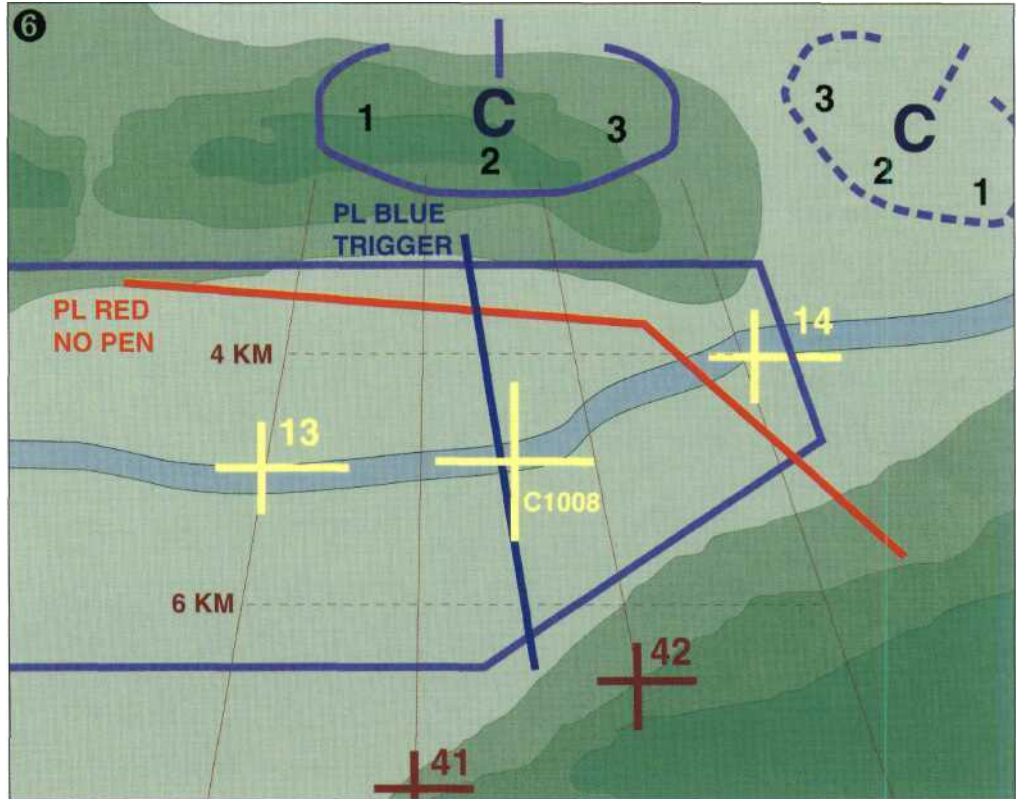 6
1
C
3
2
3
C
2
1
PL BLUE
TRIGGER
PL RED
NO PEN
14
4 KM
13
C1008
6 KM
42
41